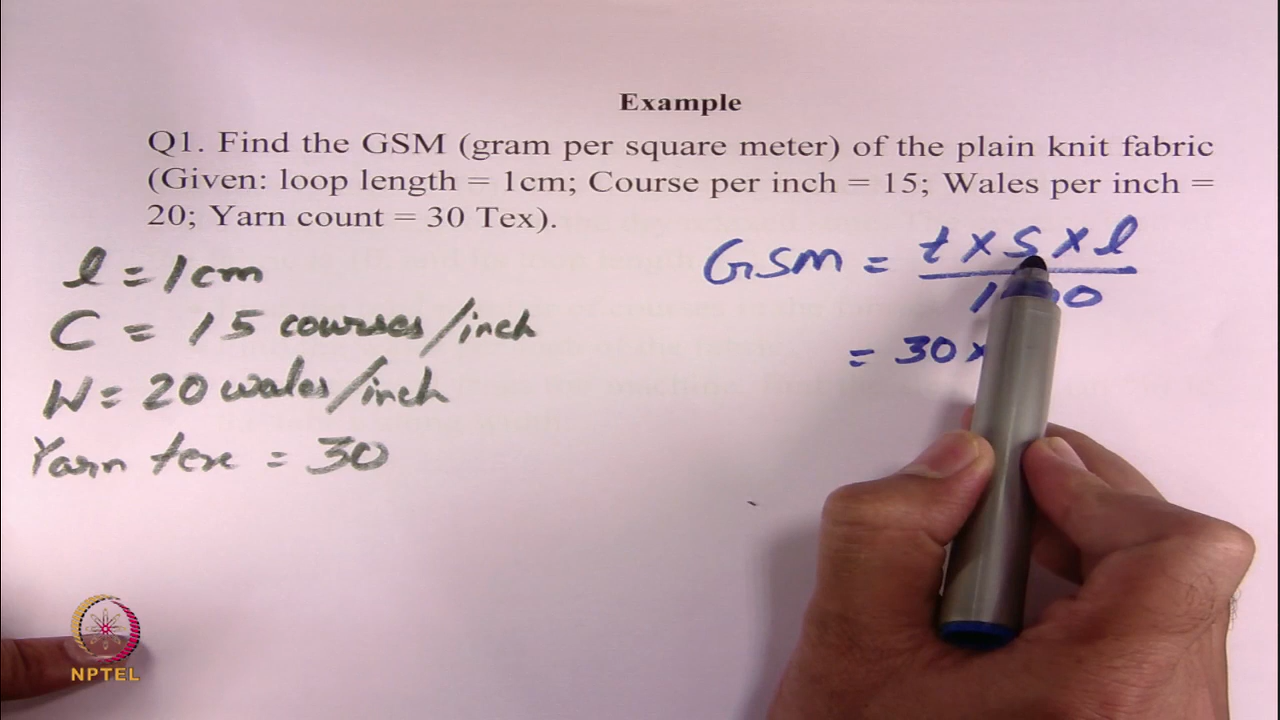 Example
Q1. Find the GSM (gram per square meter) of the plain knit fabric
(Given: loop length = 1cm; Course per inch = 15; Wales per inch =
20; Yarn count = 30 Tex).
l = 1cm
C = 15 courses/inch
W = 20 wales/inch
Yarn tex = 30
GSM = t × S × l
= 30 ×
NPTEL